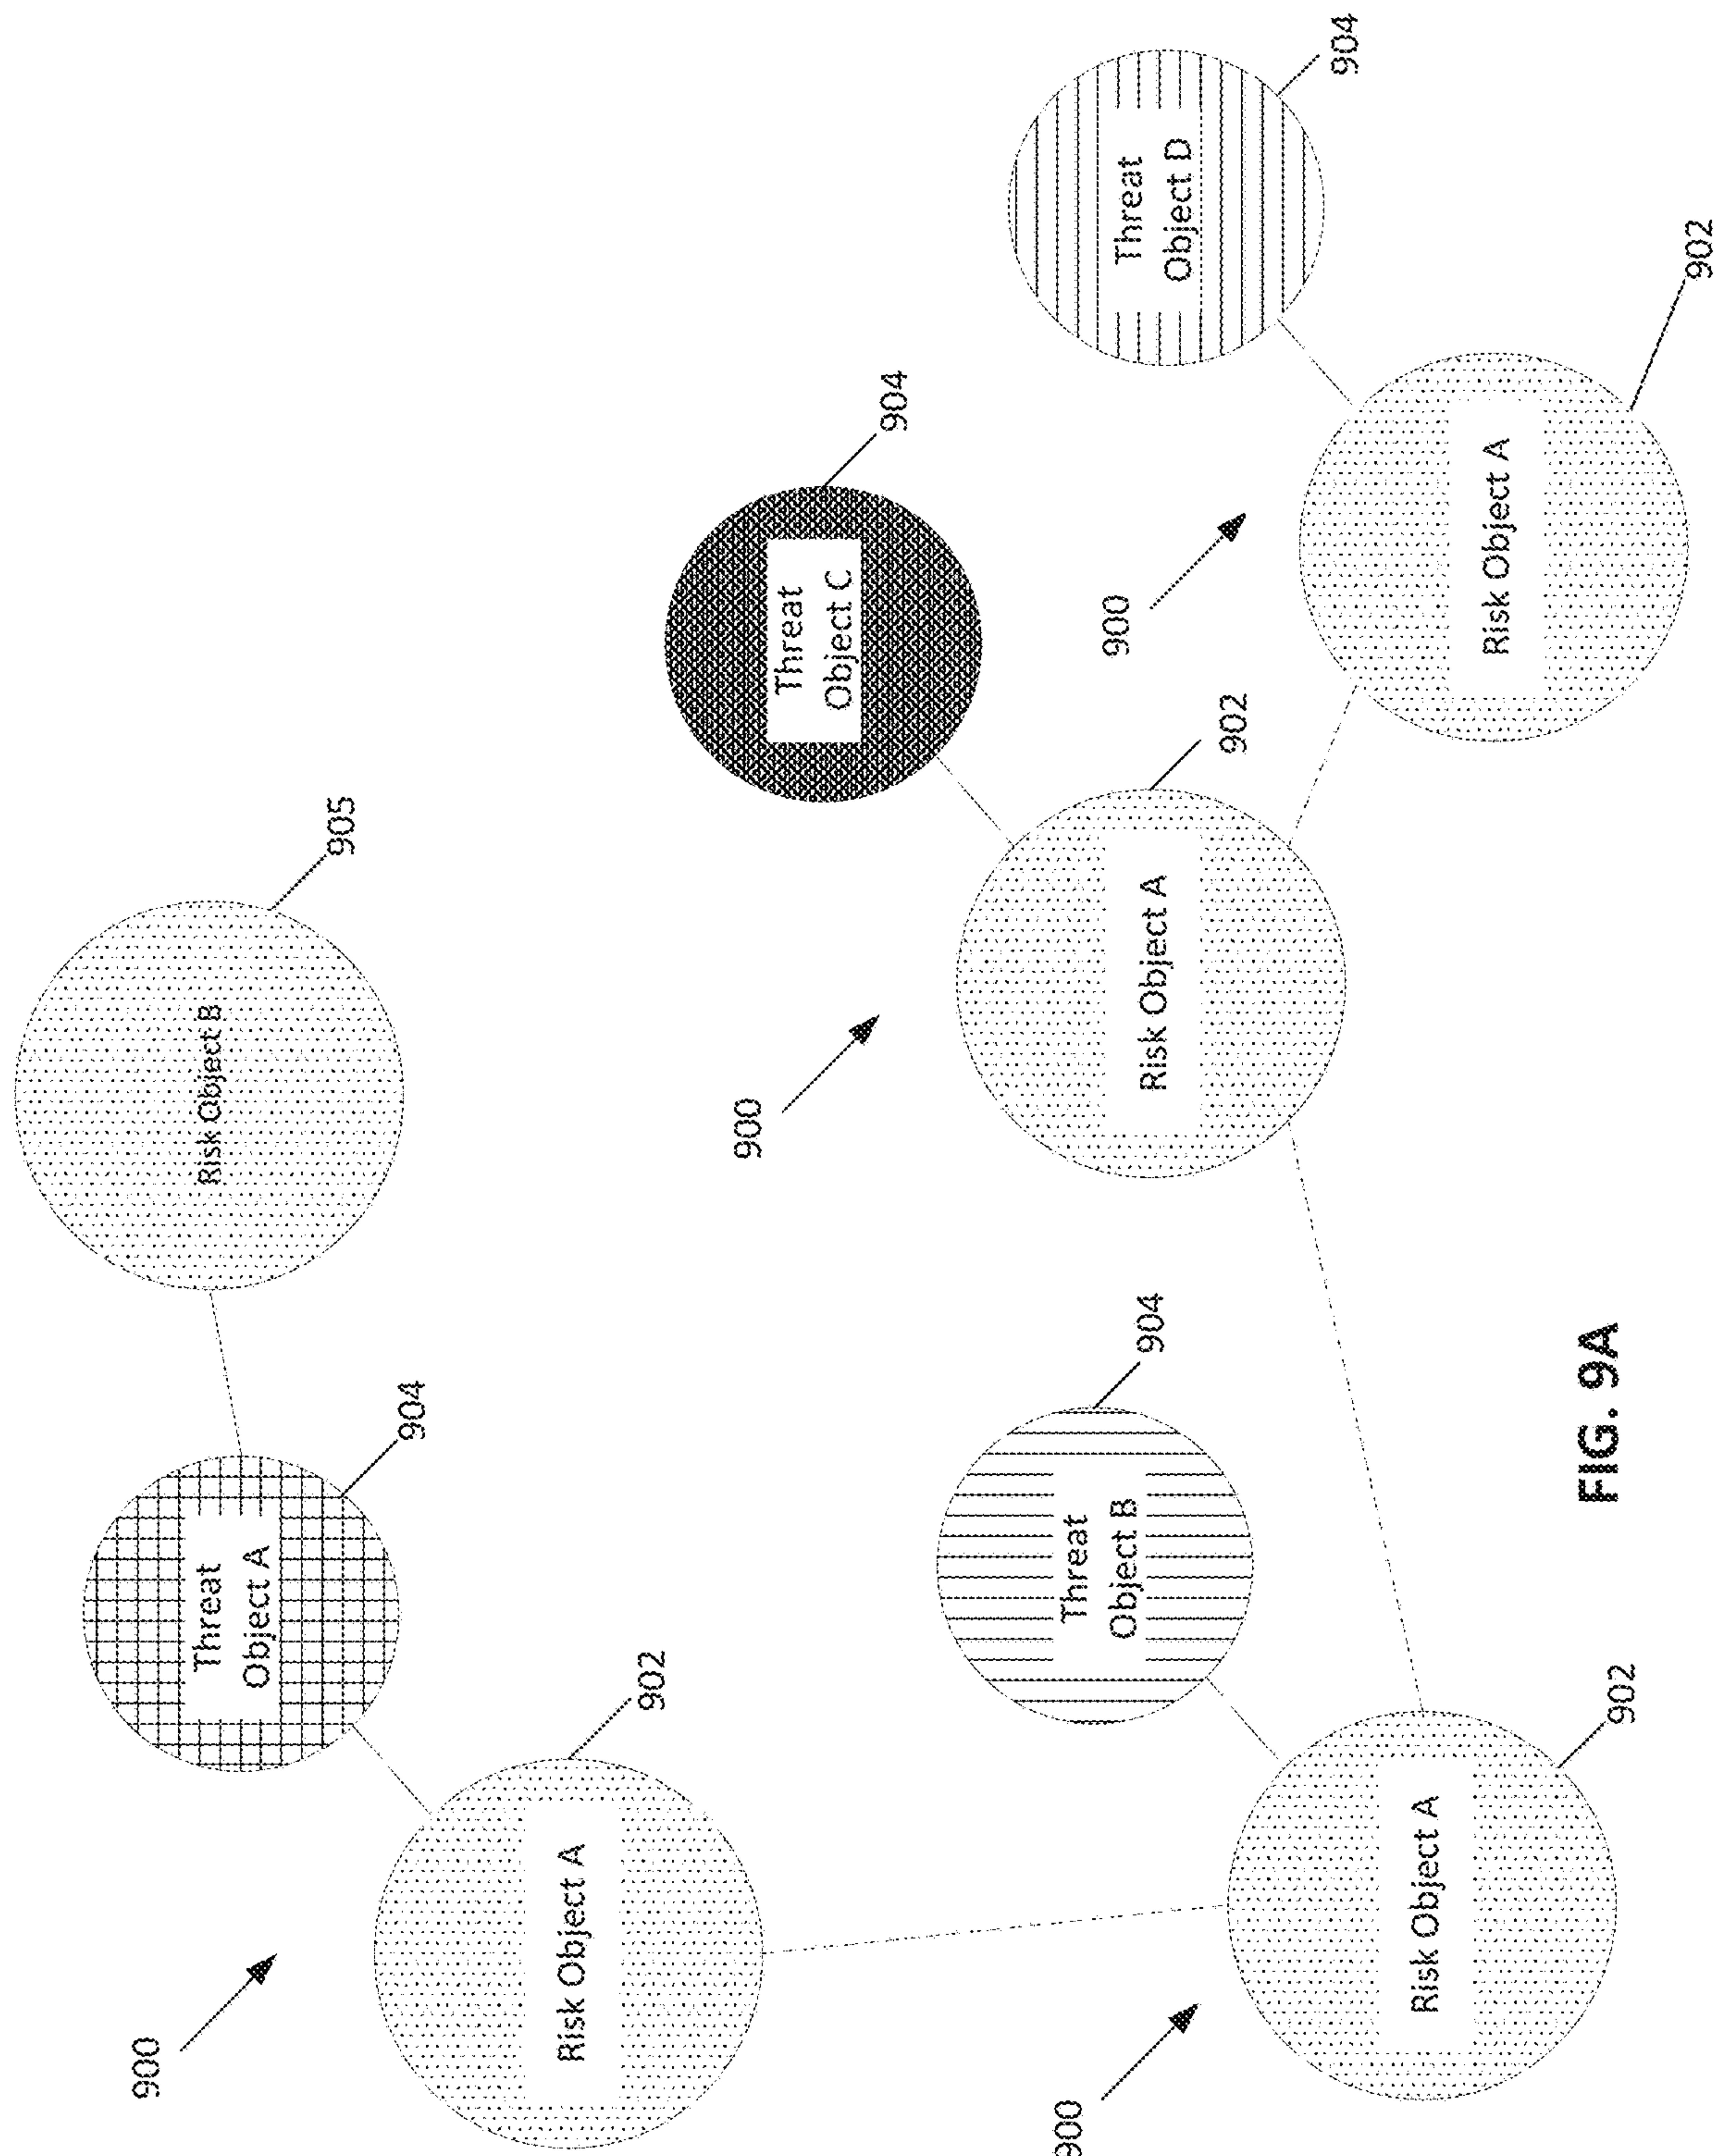 900
Threat
Object A
Risk Object B
905
904
Risk Object A
902
900
Threat
Object C
904
900
Threat
Object B
904
Risk Object A
902
900
Threat
Object D
904
Risk Object A
902
Risk Object A
902
FIG. 9A